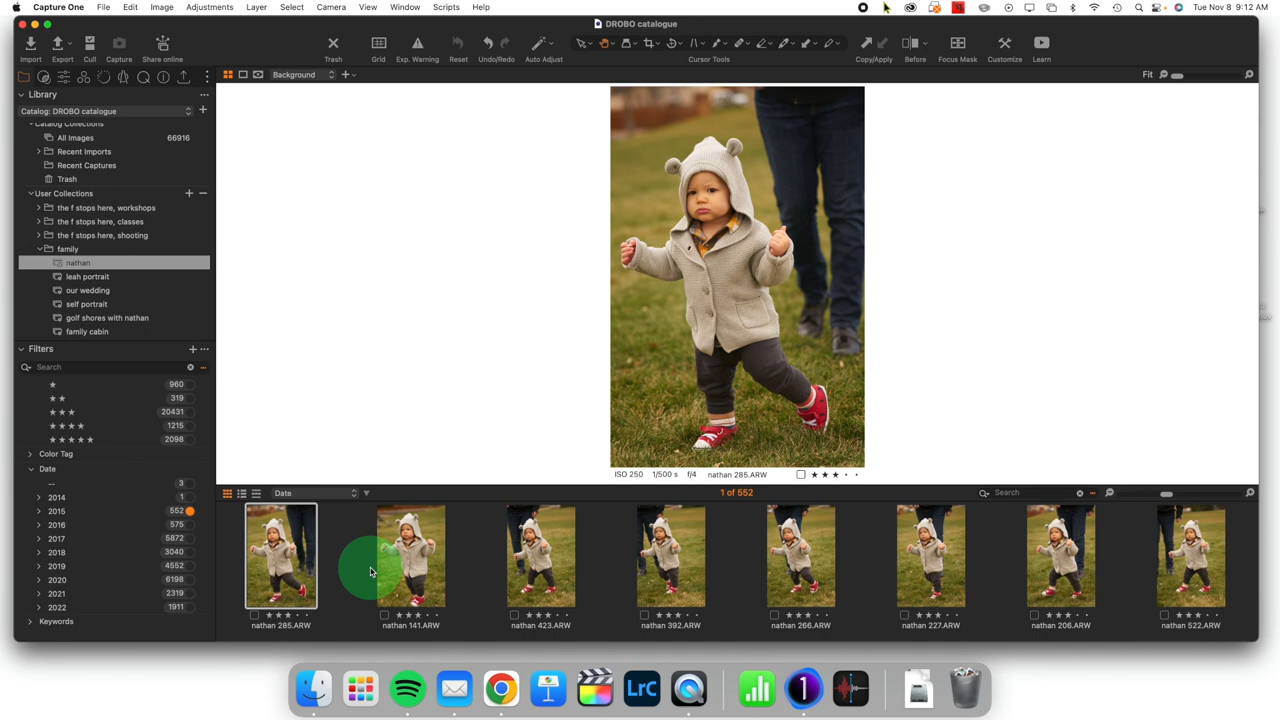 Capture One File Edit Image Adjustments Layer Select Camera View Window Scripts Help Tue Nov 8 9:12 AM
DROBO catalogue
Import Export Cull Capture Share online Trash Grid Exp. Warning Reset Undo/Redo Auto Adjust Cursor Tools Copy/Apply Before Focus Mask Customize Learn
Background Fit
Library
Catalog: DROBO catalogue
Catalog Collections
All Images 66916
Recent Imports
Recent Captures
Trash
User Collections
the f stops here, workshops
the f stops here, classes
the f stops here, shooting
family
nathan
leah portrait
our wedding
self portrait
golf shores with nathan
family cabin
Filters
Search
960
319
20431
1215
2098
Color Tag
Date
-- 3
2014 1
2015 552
2016 575
2017 5872
2018 3040
2019 4552
2020 6198
2021 2319
2022 1911
Keywords
ISO 250 1/500 s f/4 nathan 285.ARW
Date 1 of 552 Search
nathan 285.ARW nathan 141.ARW nathan 423.ARW nathan 392.ARW nathan 266.ARW nathan 227.ARW nathan 206.ARW nathan 522.ARW
LrC 1